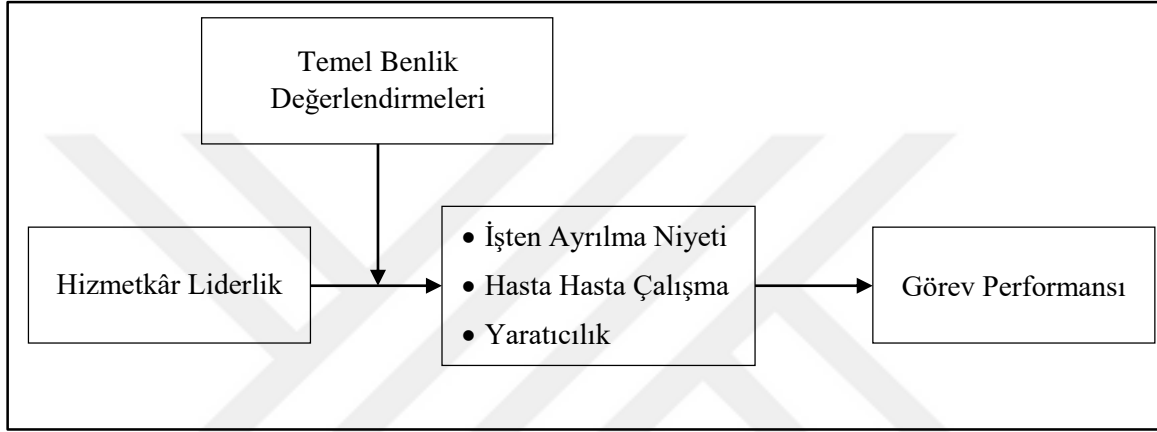 Temel Benlik
Değerlendirmeleri
Hizmetkâr Liderlik
• İşten Ayrılma Niyeti
• Hasta Hasta Çalışma
• Yaratıcılık
Görev Performansı